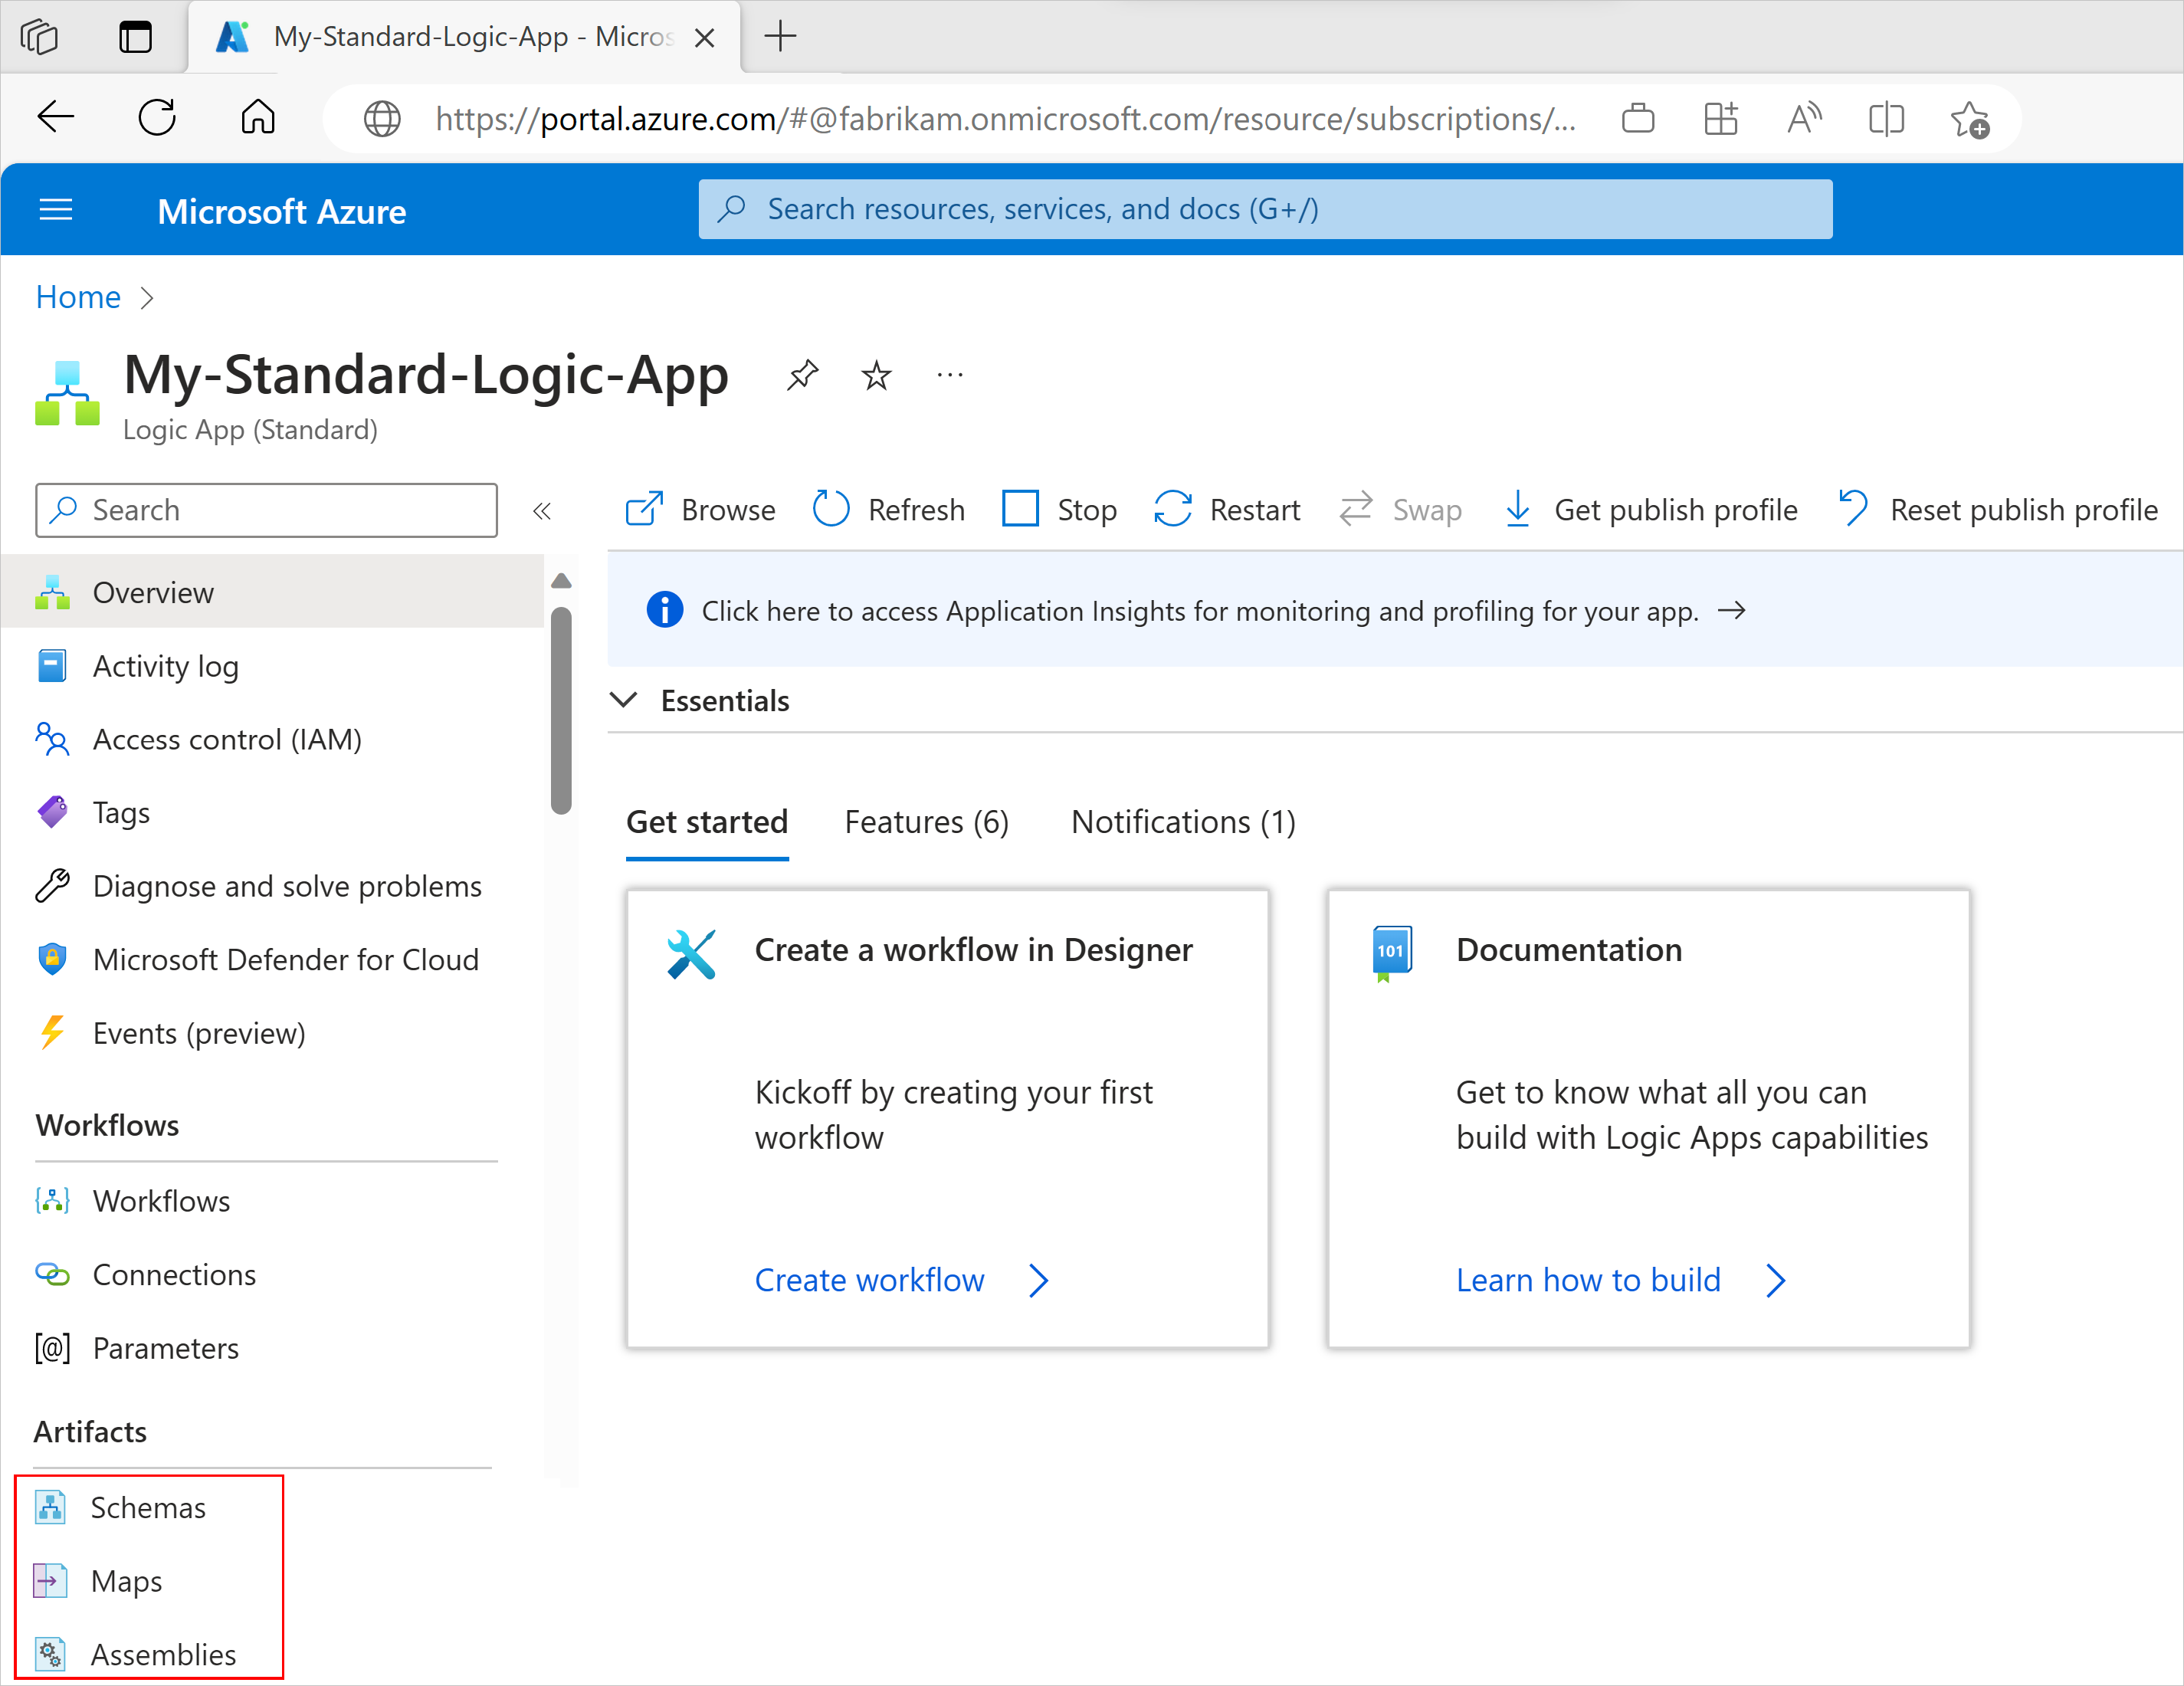 My-Standard-Logic-App - Micros
https://portal.azure.com/#@fabrikam.onmicrosoft.com/resource/subscriptions/...
Microsoft Azure
Search resources, services, and docs (G+/)
Home
My-Standard-Logic-App
Logic App (Standard)
Search
Browse
Refresh
Stop
Restart
Swap
Get publish profile
Reset publish profile
Overview
Activity log
Access control (IAM)
Tags
Diagnose and solve problems
Microsoft Defender for Cloud
Events (preview)
Workflows
Workflows
Connections
[@] Parameters
Artifacts
Schemas
Maps
Assemblies
Click here to access Application Insights for monitoring and profiling for your app.
Essentials
Get started
Features (6)
Notifications (1)
Create a workflow in Designer
Kickoff by creating your first
workflow
Create workflow
101
Documentation
Get to know what all you can
build with Logic Apps capabilities
Learn how to build